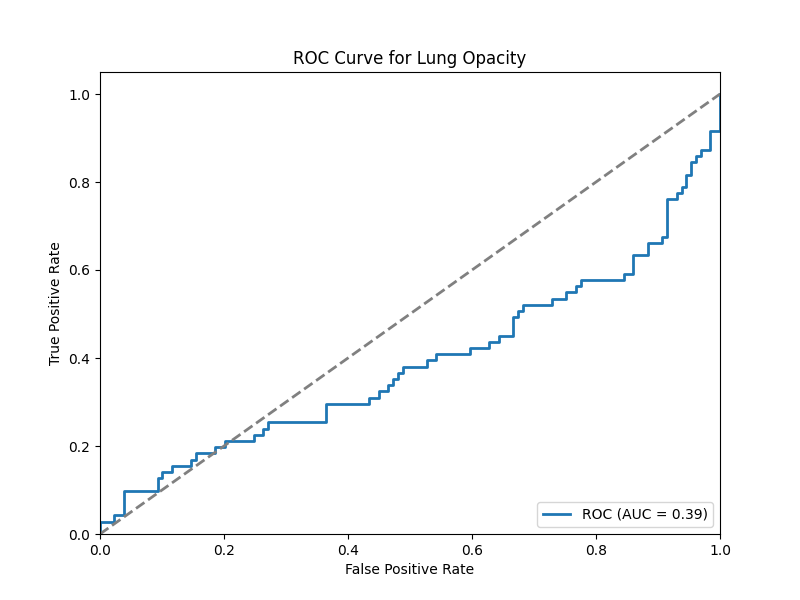 ROC Curve for Lung Opacity
True Positive Rate
1.0
0.8
0.6
0.4
0.2
0.0
0.0 0.2 0.4 0.6 0.8 1.0
False Positive Rate
ROC (AUC = 0.39)